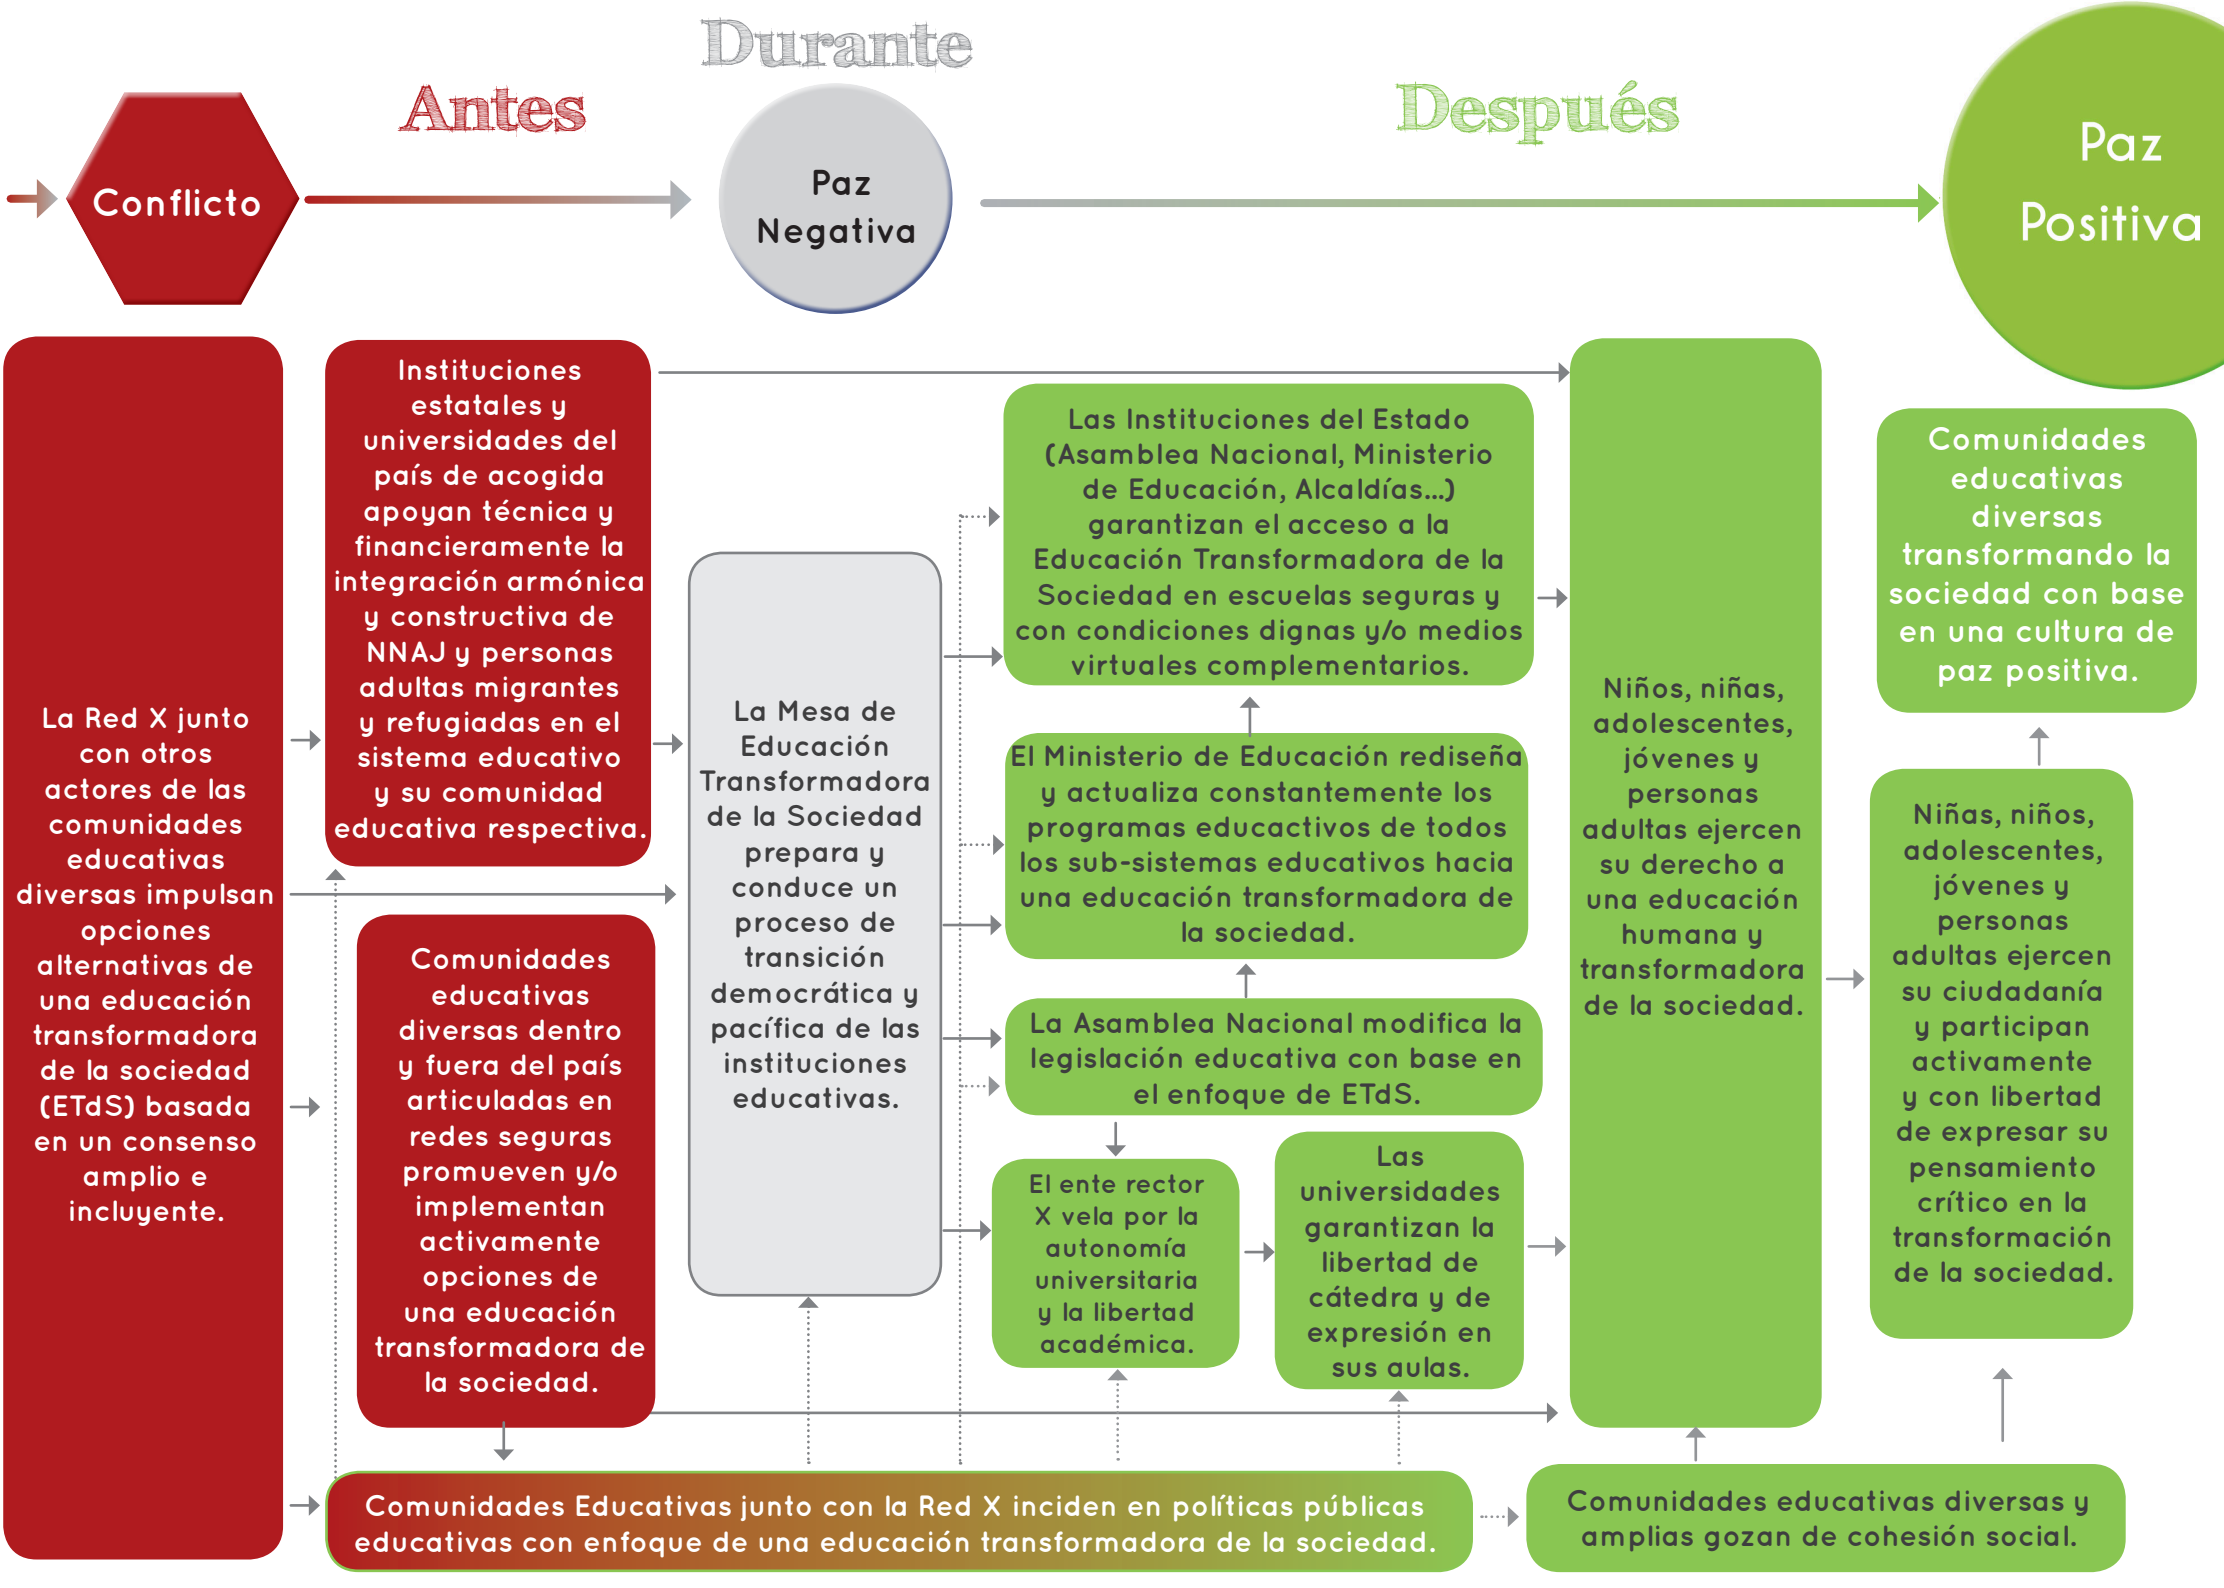 Durante
Antes
Después
Conflicto
Paz
Negativa
Paz
Positiva
La Red X junto
con otros
actores de las
comunidades
educativas
diversas impulsan
opciones
alternativas de
una educación
transformadora
de la sociedad
(ETdS) basada
en un consenso
amplio e
incluyente.
Instituciones
estatales y
universidades del
país de acogida
apoyan técnica y
financieramente la
integración armónica
y constructiva de
NNAJ y personas
adultas migrantes
y refugiadas en el
sistema educativo
y su comunidad
educativa respectiva.
Comunidades
educativas
diversas dentro
y fuera del país
articuladas en
redes seguras
promueven y/o
implementan
activamente
opciones de
una educación
transformadora de
la sociedad.
La Mesa de
Educación
Transformadora
de la Sociedad
prepara y
conduce un
proceso de
transición
democrática y
pacífica de las
instituciones
educativas.
Las Instituciones del Estado
(Asamblea Nacional, Ministerio
de Educación, Alcaldías...)
garantizan el acceso a la
Educación Transformadora de la
Sociedad en escuelas seguras y
con condiciones dignas y/o medios
virtuales complementarios.
El Ministerio de Educación rediseña
y actualiza constantemente los
programas educactivos de todos
los sub-sistemas educativos hacia
una educación transformadora de
la sociedad.
La Asamblea Nacional modifica la
legislación educativa con base en
el enfoque de ETdS.
El ente rector
X vela por la
autonomía
universitaria
y la libertad
académica.
Las
universidades
garantizan la
libertad de
cátedra y de
expresión en
sus aulas.
Niños, niñas,
adolescentes,
jóvenes y
personas
adultas ejercen
su derecho a
una educación
humana y
transformadora
de la sociedad.
Comunidades
educativas
diversas
transformando la
sociedad con base
en una cultura de
paz positiva.
Niñas, niños,
adolescentes,
jóvenes y
personas
adultas ejercen
su ciudadanía
y participan
activamente
y con libertad
de expresar su
pensamiento
crítico en la
transformación
de la sociedad.
Comunidades Educativas junto con la Red X inciden en políticas públicas
educativas con enfoque de una educación transformadora de la sociedad.
Comunidades educativas diversas y
amplias gozan de cohesión social.